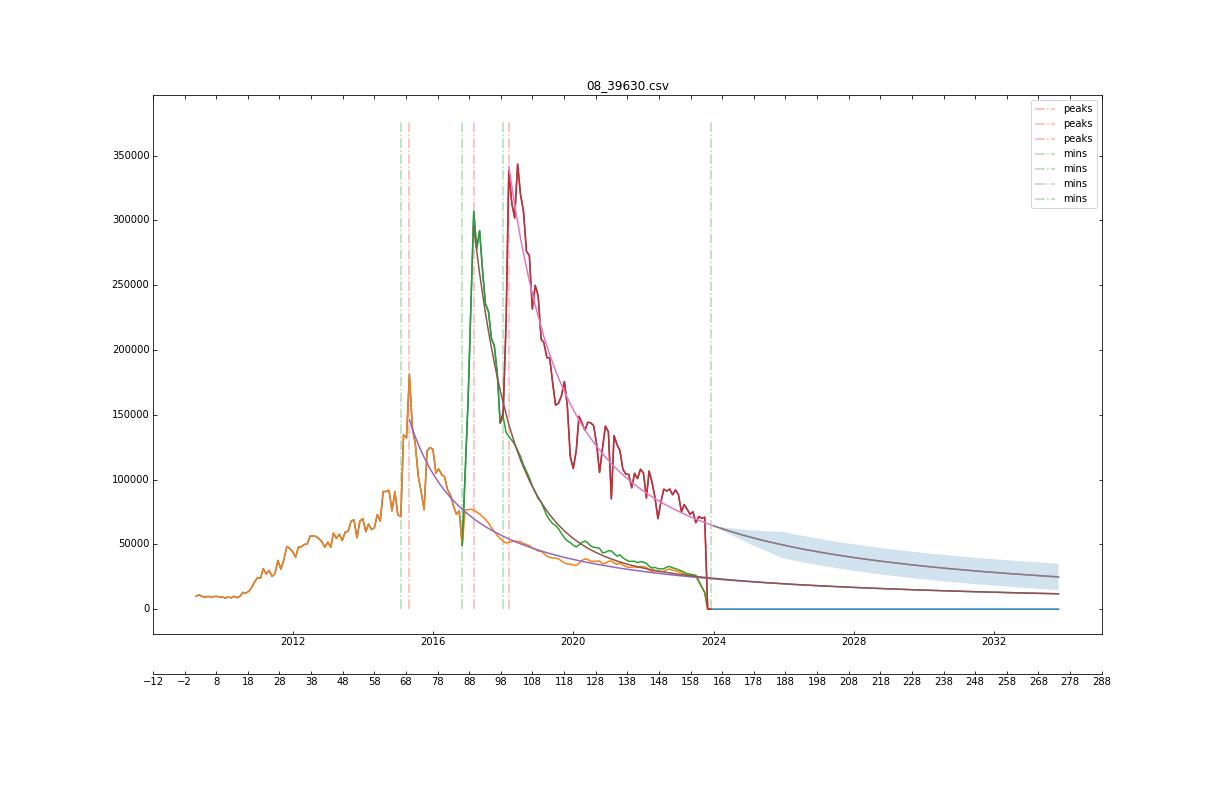 08_39630.csv
peaks
peaks
peaks
mins
mins
mins
mins
350000
300000
250000
200000
150000
100000
50000
0
2012 2016 2020 2024 2028 2032
−12 −2 8 18 28 38 48 58 68 78 88 98 108 118 128 138 148 158 168 178 188 198 208 218 228 238 248 258 268 278 288